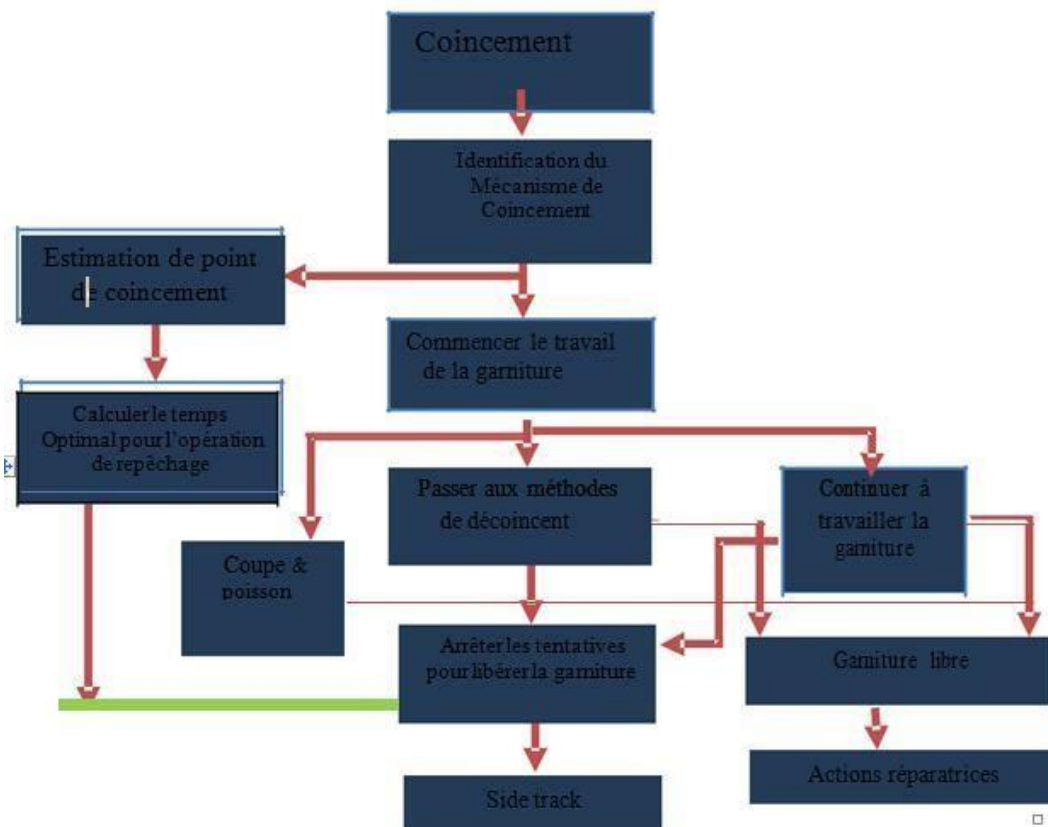 Coincement
Identification du
Mécanisme de
Coincement
Estimation de point
de coincement
Commencer le travail
de la garniture
Calculer le temps
Optimal pour l'opération
de repêchage
Passer aux méthodes
de décoincent
Continuer à
travailler la
garniture
Coupe &
poisson
Arrêter les tentatives
pour libérer la garniture
Garniture libre
Actions réparatrices
Side track